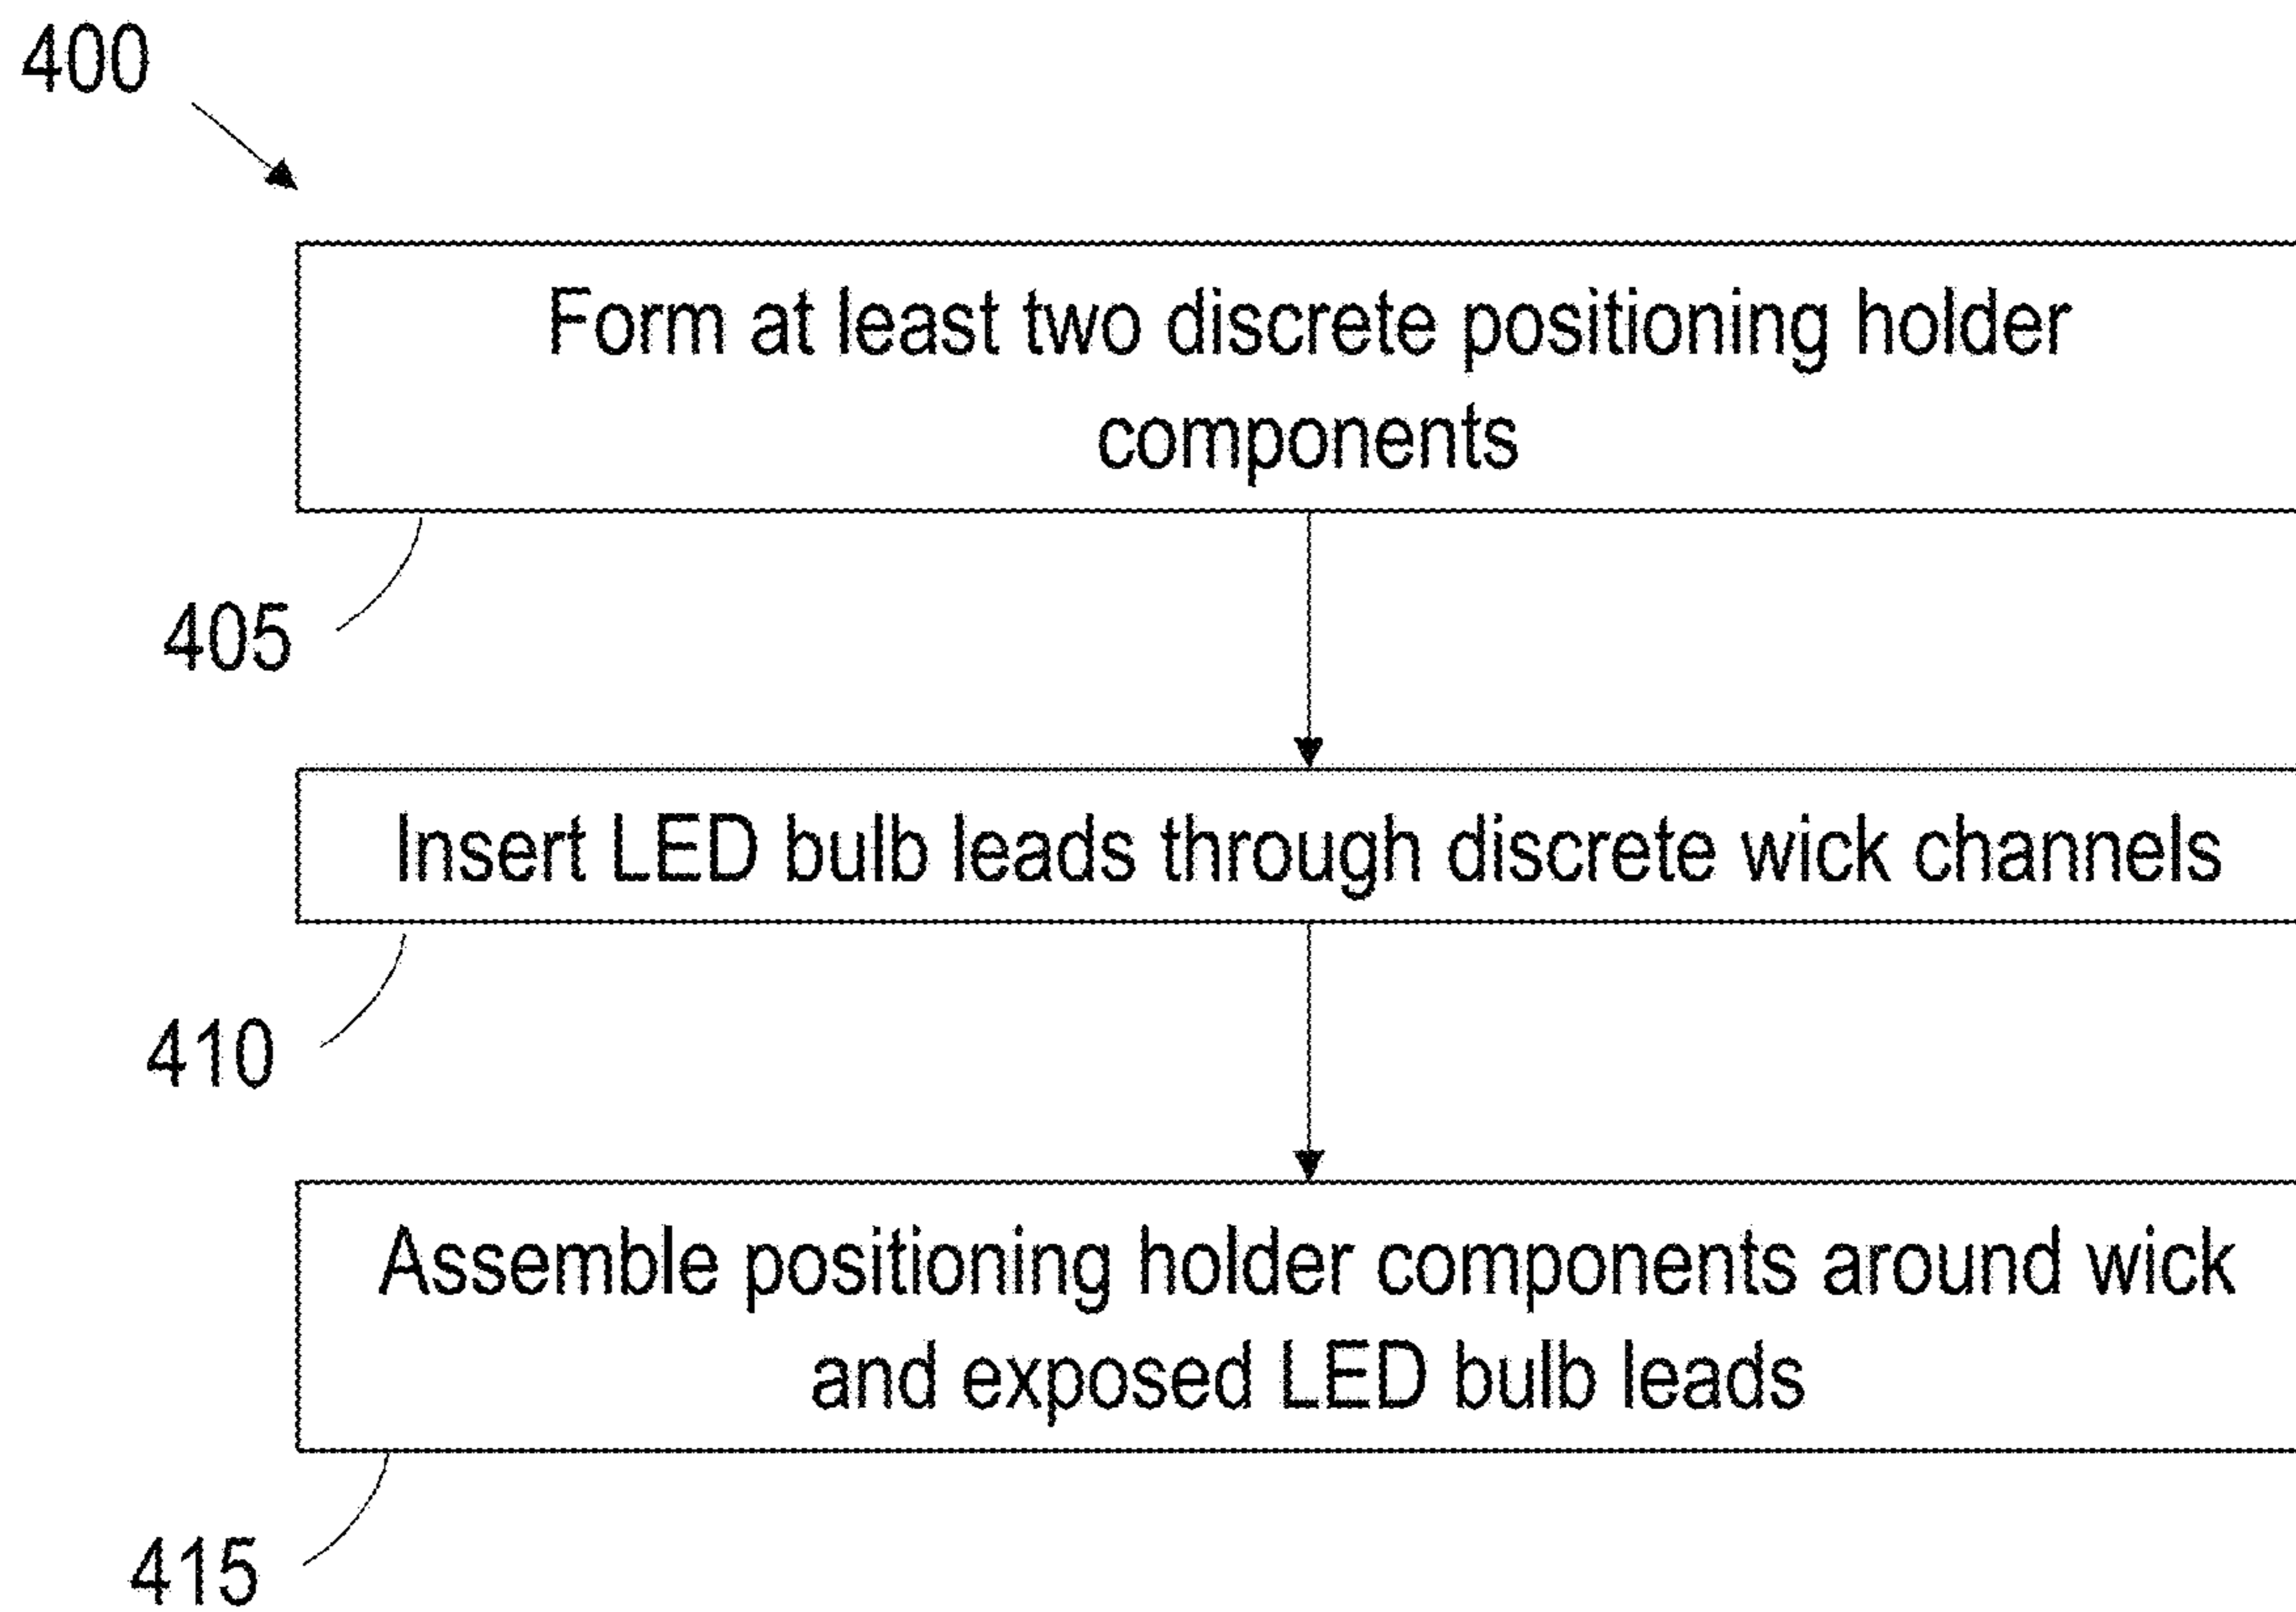 400
Form at least two discrete positioning holder
components
405
Insert LED bulb leads through discrete wick channels
410
Assemble positioning holder components around wick
and exposed LED bulb leads
415